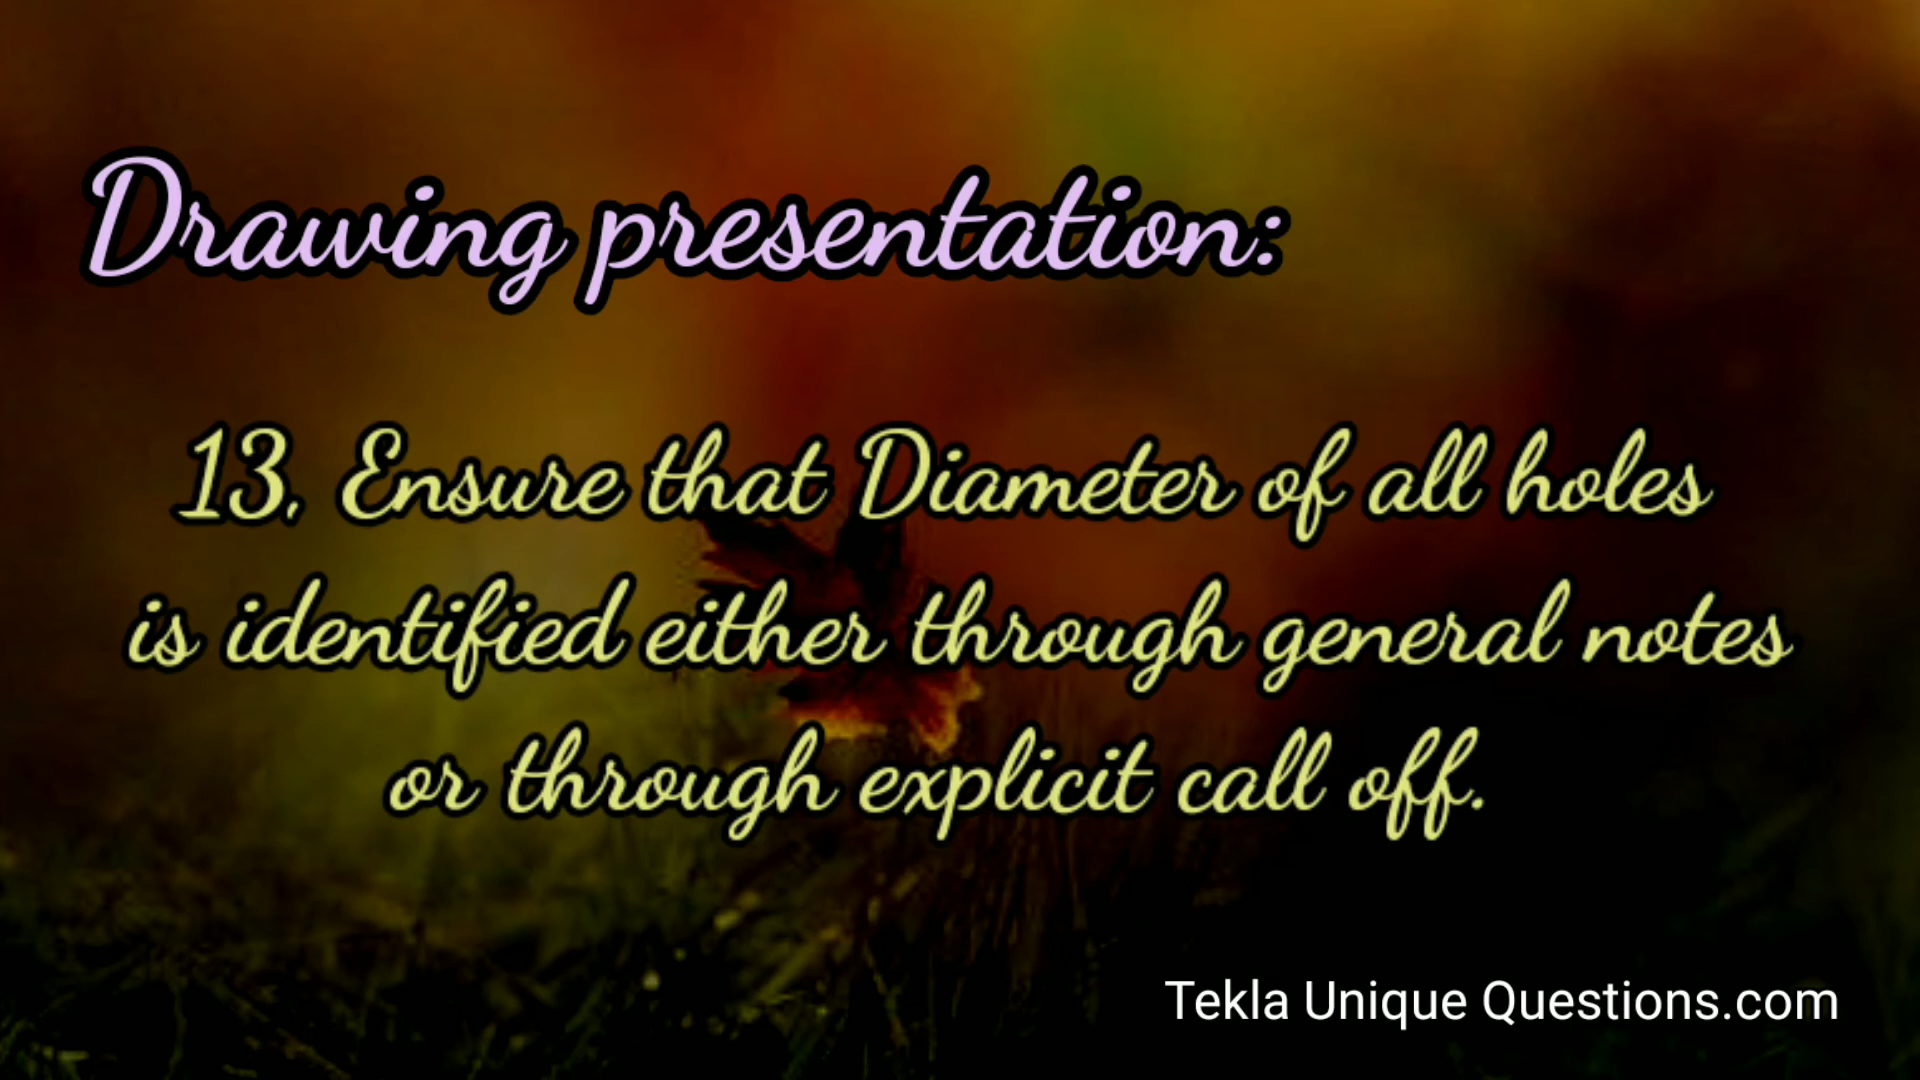 Drawing presentation:
13, Ensure that Diameter of all holes
is identified either through general notes
or through explicit call off.
Tekla Unique Questions.com